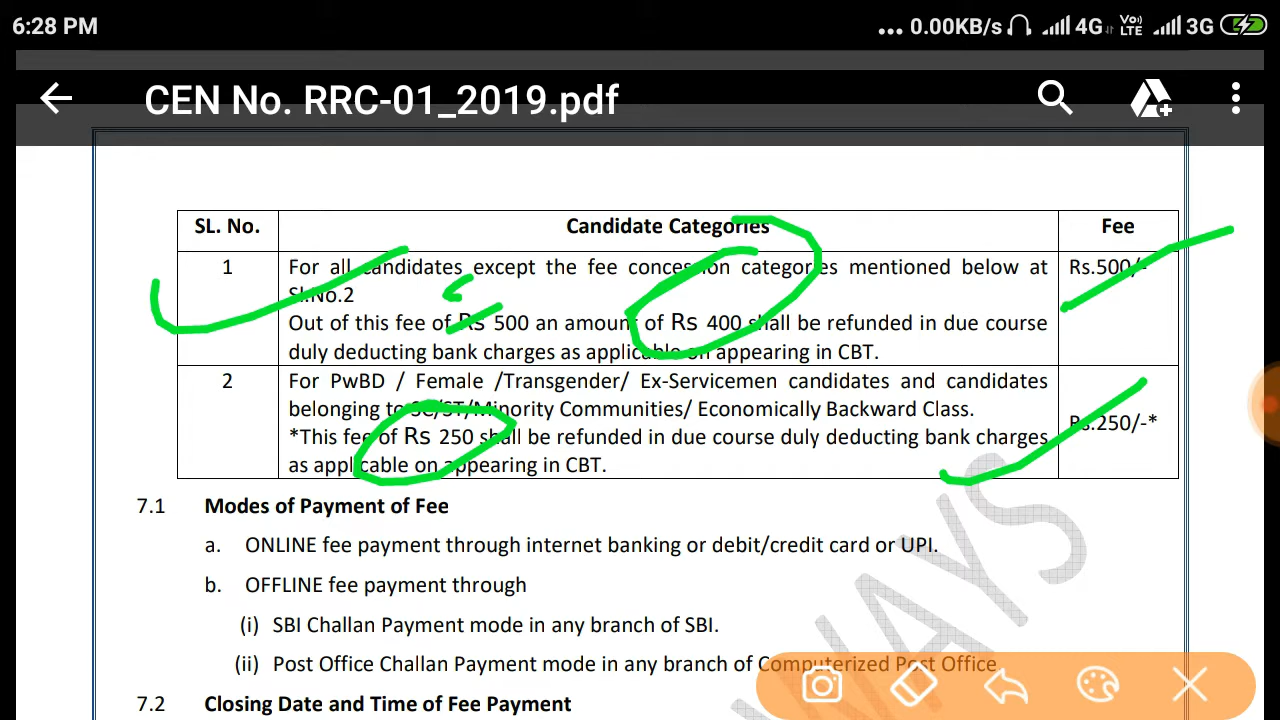 6:28 PM
... 0.00KB/s 4G Vo) LTE 3G
CEN No. RRC-01_2019.pdf
SL. No. Candidate Categories Fee
1 For all candidates except the fee concession categories mentioned below at Rs.500/-
Sl.No.2
Out of this fee of Rs 500 an amount of Rs 400 shall be refunded in due course
duly deducting bank charges as applicable on appearing in CBT.
2 For PwBD / Female /Transgender/ Ex-Servicemen candidates and candidates
belonging to SC/ST/Minority Communities/ Economically Backward Class. Rs.250/-*
*This fee of Rs 250 shall be refunded in due course duly deducting bank charges
as applicable on appearing in CBT.
7.1 Modes of Payment of Fee
a. ONLINE fee payment through internet banking or debit/credit card or UPI.
b. OFFLINE fee payment through
(i) SBI Challan Payment mode in any branch of SBI.
(ii) Post Office Challan Payment mode in any branch of Computerized Post Office
7.2 Closing Date and Time of Fee Payment
WAYS